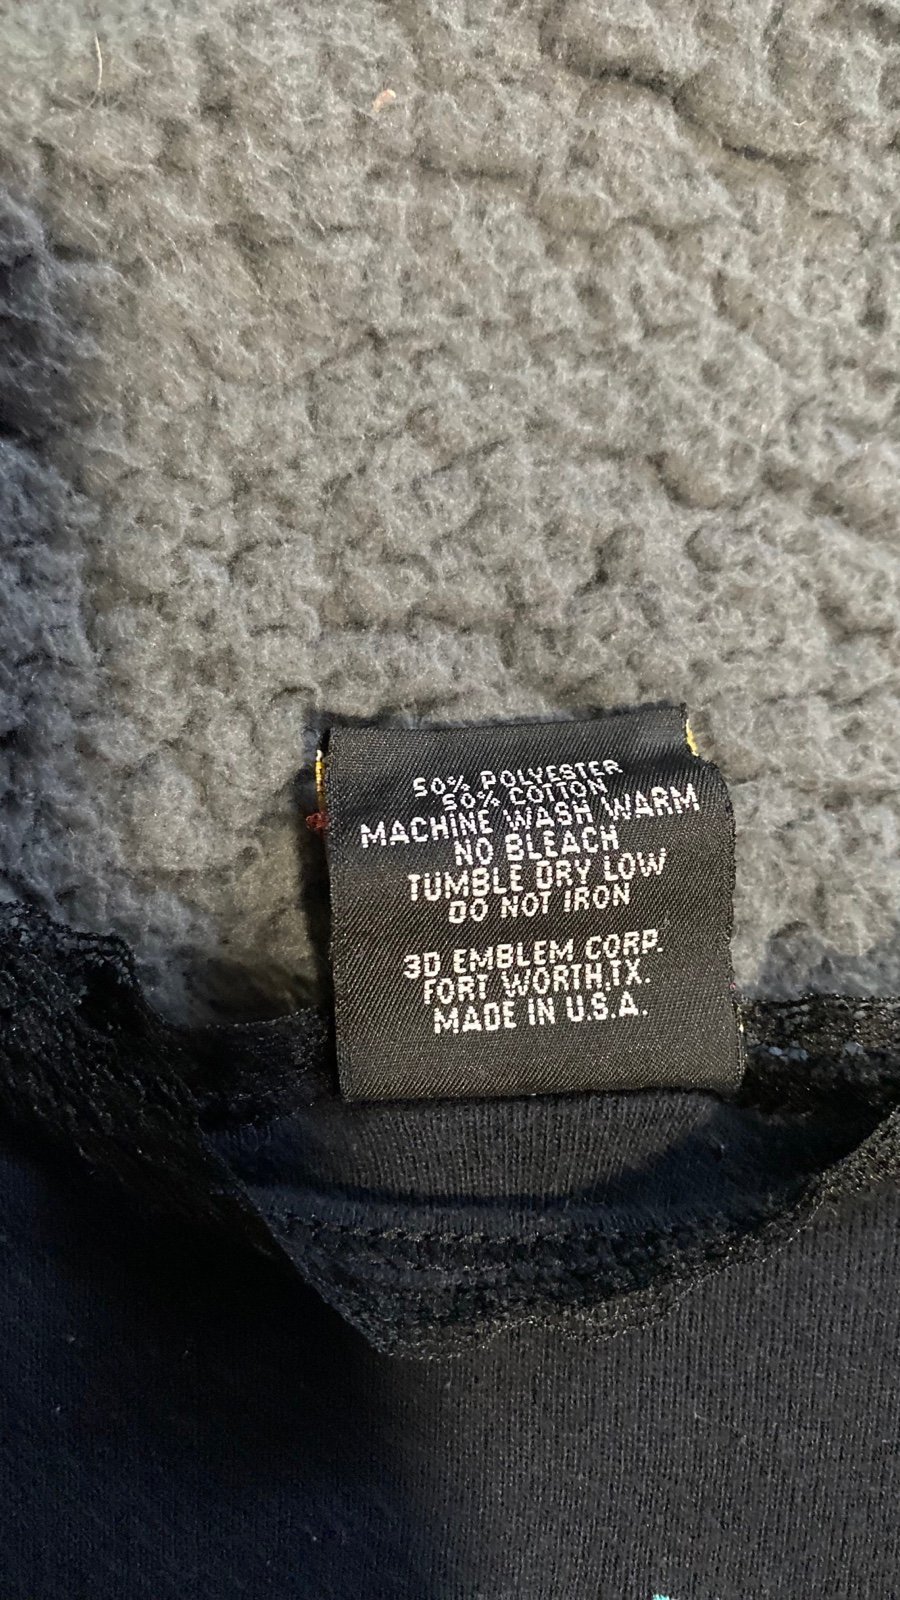 50% POLYESTER
50% COTTON
MACHINE WASH WARM
NO BLEACH
TUMBLE DRY LOW
DO NOT IRON
3D EMBLEM CORP.
FORT WORTH,TX.
MADE IN U.S.A.